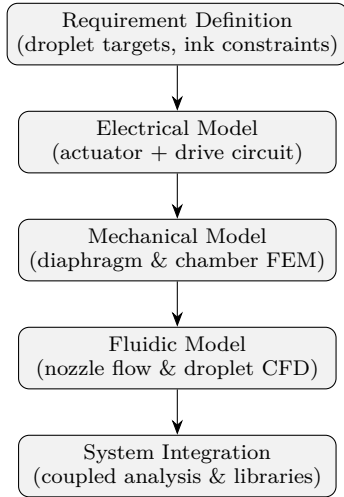 Requirement Definition
(droplet targets, ink constraints)
Electrical Model
(actuator + drive circuit)
Mechanical Model
(diaphragm & chamber FEM)
Fluidic Model
(nozzle flow & droplet CFD)
System Integration
(coupled analysis & libraries)